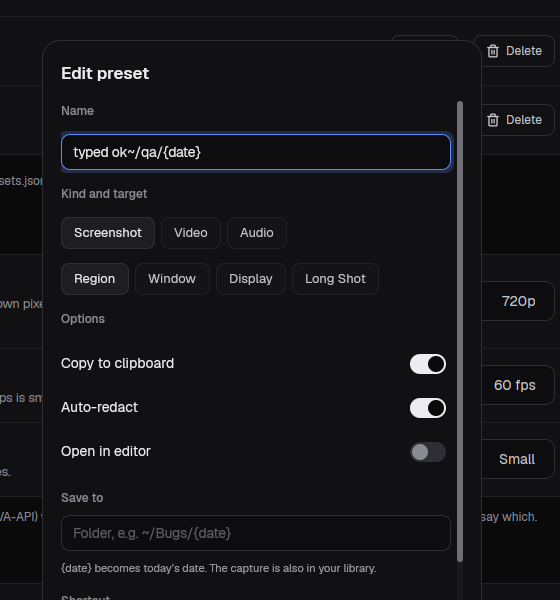 Delete
Edit preset
Name
Delete
typed ok~/qa/{date}
sets.json
Kind and target
Screenshot Video Audio
Region Window Display Long Shot
own pixe
720p
Options
Copy to clipboard
60 fps
ps is sm
Auto-redact
Open in editor
Small
es.
Save to
VA-API)
say which.
Folder, e.g. ~/Bugs/{date}
{date} becomes today's date. The capture is also in your library.
Shortcut